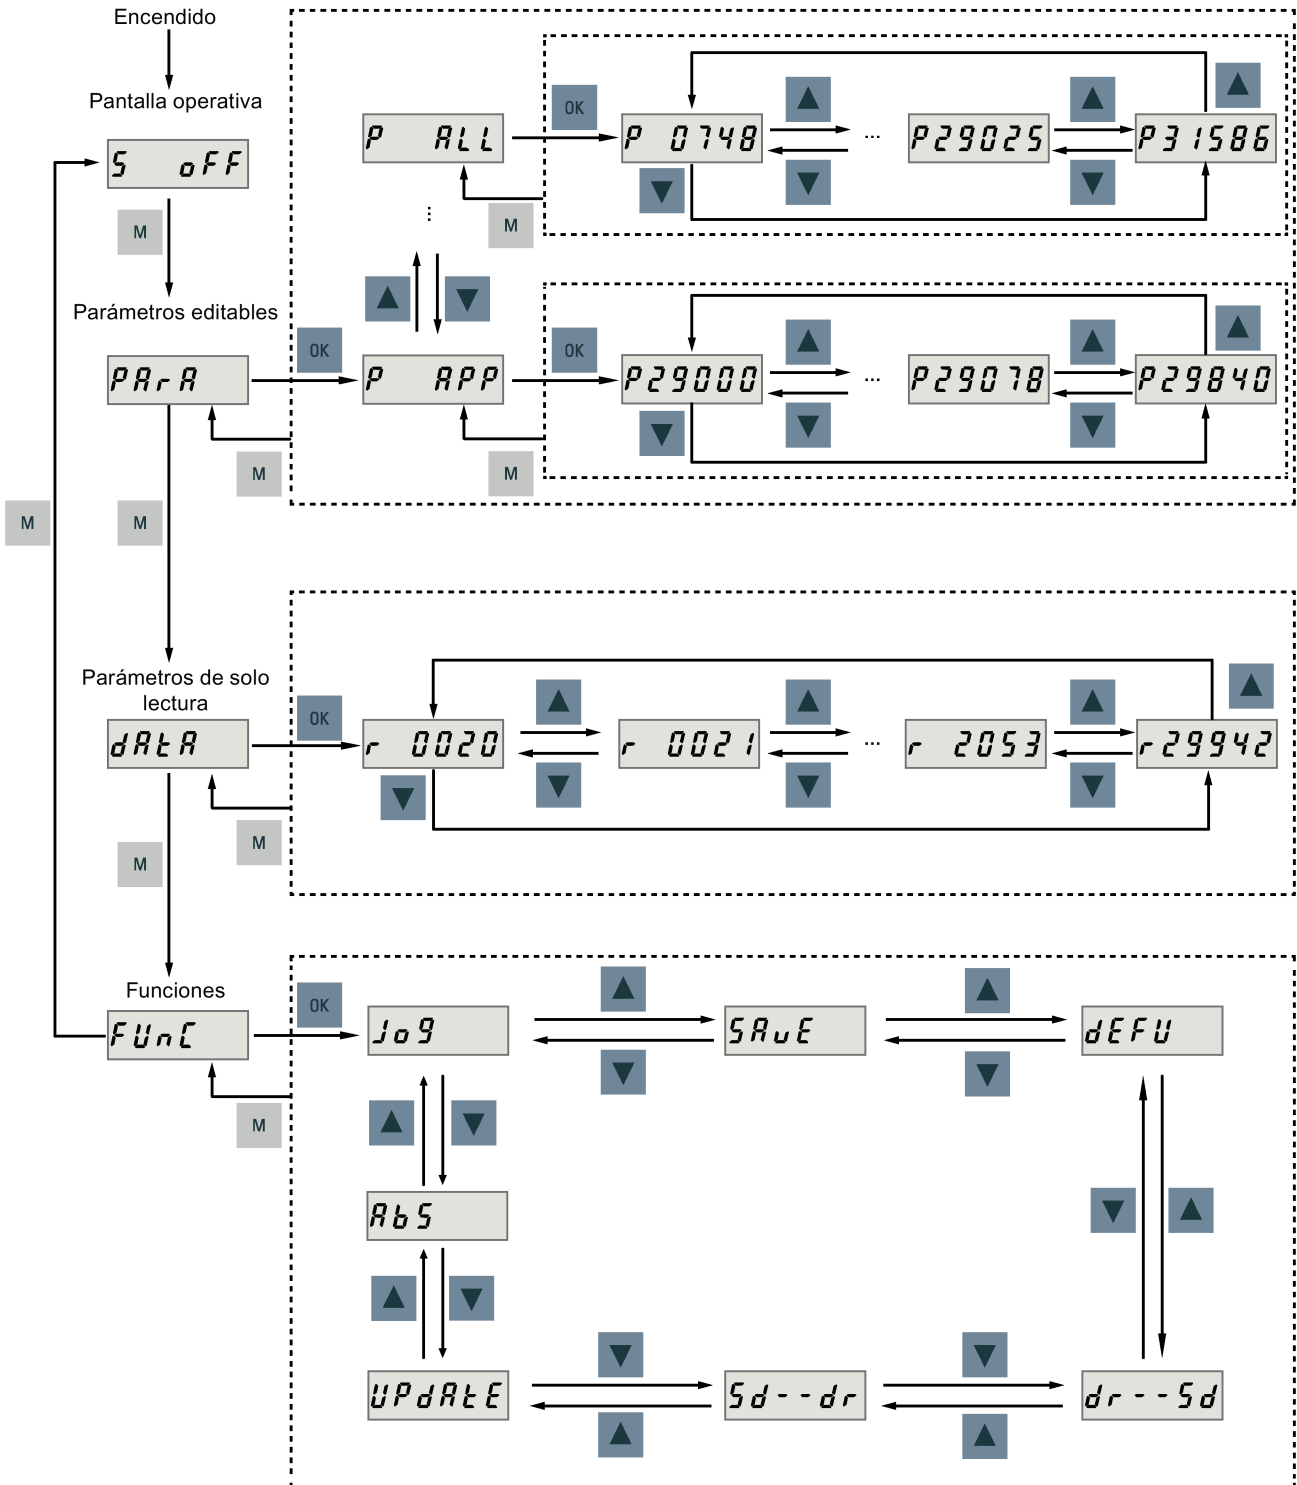 Encendido
Pantalla operativa
S oFF
M
Parámetros editables
PArA
OK
M
P ALL
OK
P 0748
...
P29025
P31586
M
...
P APP
OK
P29000
...
P29078
P29840
M
M
M
Parámetros de solo
lectura
dAtA
OK
r 0020
r 0021
...
r 2053
r29942
M
M
Funciones
FUnC
OK
M
Jog
SAvE
dEFU
AbS
UPdAtE
Sd--dr
dr--Sd